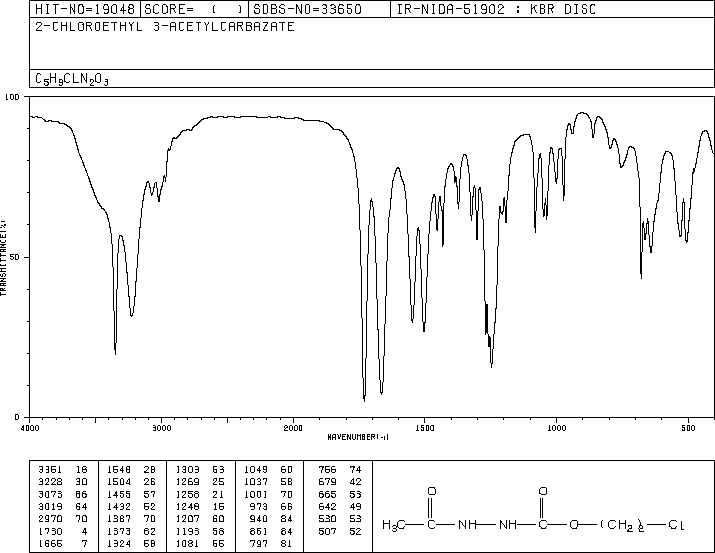 HIT-NO=19048 SCORE= ( ) SDBS-NO=33650 IR-NIDA-51902 : KBR DISC
2-CHLOROETHYL 3-ACETYLCARBAZATE
C5H9CLN2O3
100
50
0
TRANSMITTANCE(%)
4000 3000 2000 1500 1000 500
WAVENUMBER(-1)
3351 18 1548 28 1303 53 1049 60 756 74
3228 30 1504 26 1269 25 1037 58 679 42
3073 66 1455 57 1258 21 1001 70 665 53
3019 64 1432 52 1248 15 973 66 642 49
2970 70 1387 70 1207 60 940 84 530 53
1730 4 1373 62 1193 58 861 84 507 52
1665 7 1324 58 1081 55 797 81
O O
H3C—C—NH—NH—C—O—(CH2)2—Cl